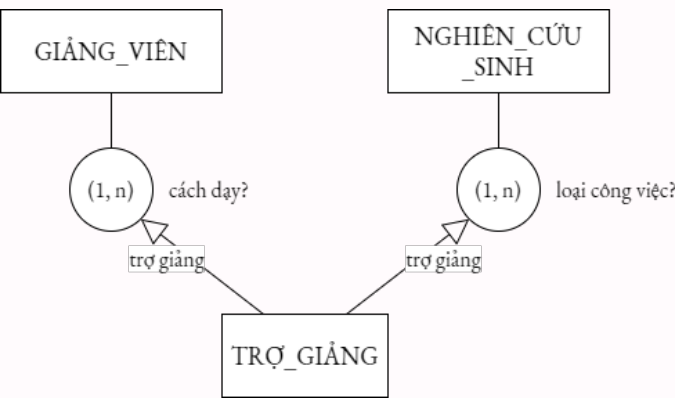 GIẢNG_VIÊN
NGHIÊN_CỨU
_SINH
(1, n)
cách dạy?
(1, n)
loại công việc?
trợ giảng
trợ giảng
TRỢ_GIẢNG